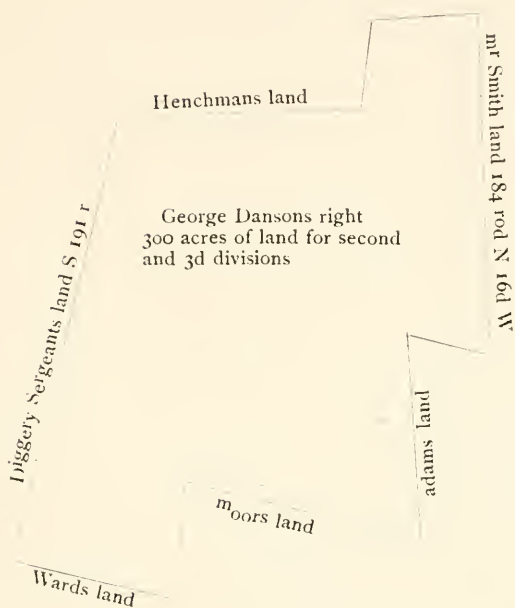 Henchmans land
mr Smith land 184 rod N 16d W
George Dansons right
300 acres of land for second
and 3d divisions
Diggery Sergeants land S 191 r
adams land
moors land
Wards land